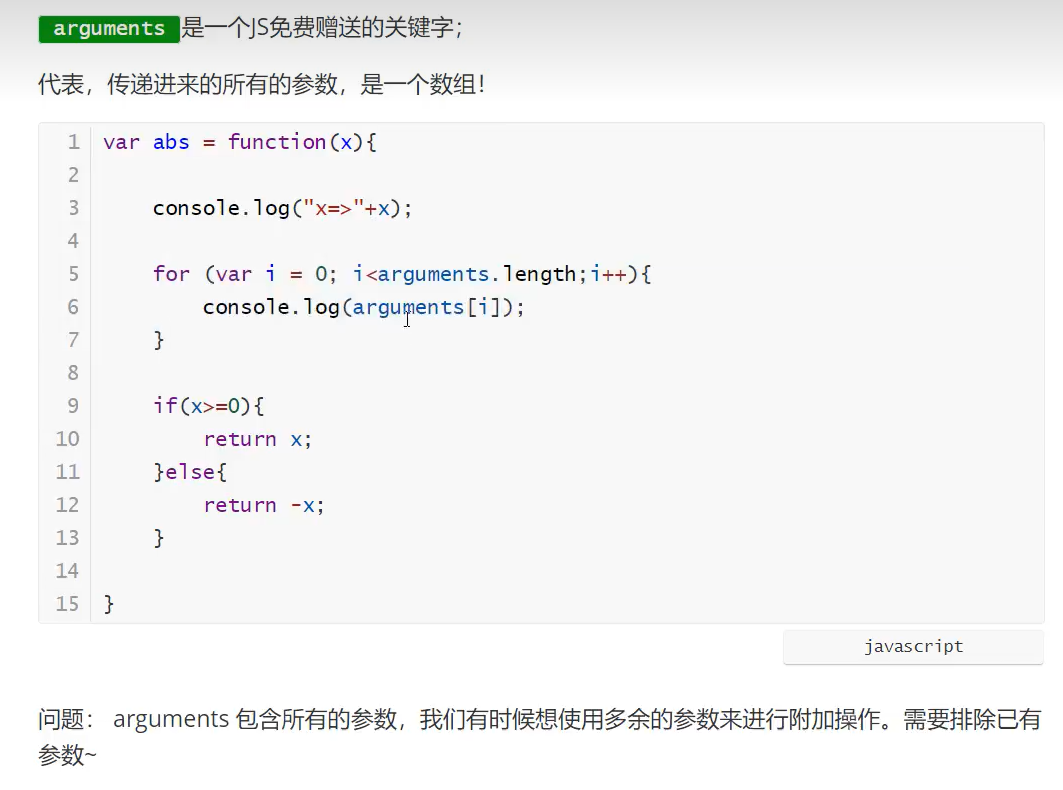 arguments 是一个JS免费赠送的关键字；
代表，传递进来的所有的参数，是一个数组！
1 var abs = function(x){
2
3     console.log("x=>"+x);
4
5     for (var i = 0; i<arguments.length;i++){
6         console.log(arguments[i]);
7     }
8
9     if(x>=0){
10         return x;
11     }else{
12         return -x;
13     }
14
15 }
javascript
问题： arguments 包含所有的参数，我们有时候想使用多余的参数来进行附加操作。需要排除已有
参数~